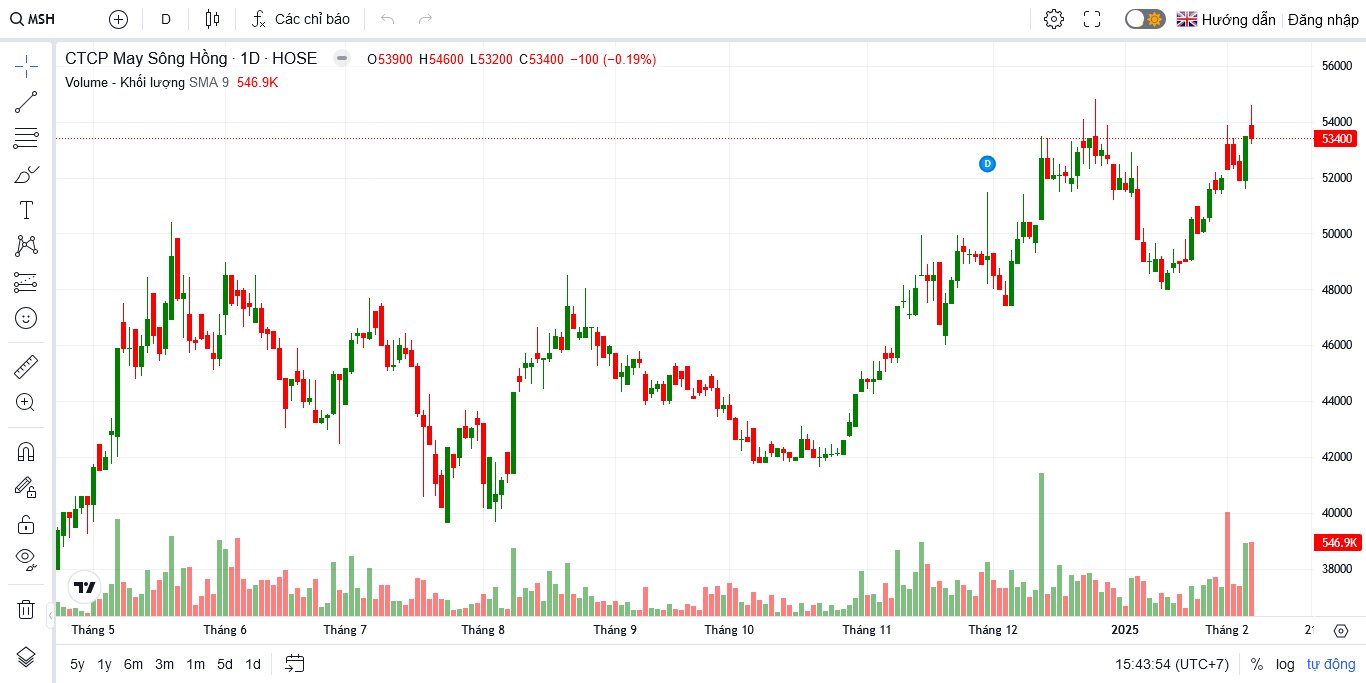 MSH D Các chỉ báo Hướng dẫn Đăng nhập
CTCP May Sông Hồng · 1D · HOSE O53900 H54600 L53200 C53400 −100 (−0.19%)
Volume - Khối lượng SMA 9 546.9K
56000
54000
53400
52000
50000
48000
46000
44000
42000
40000
546.9K
38000
D
Tháng 5 Tháng 6 Tháng 7 Tháng 8 Tháng 9 Tháng 10 Tháng 11 Tháng 12 2025 Tháng 2
5y 1y 6m 3m 1m 5d 1d 15:43:54 (UTC+7) % log tự động